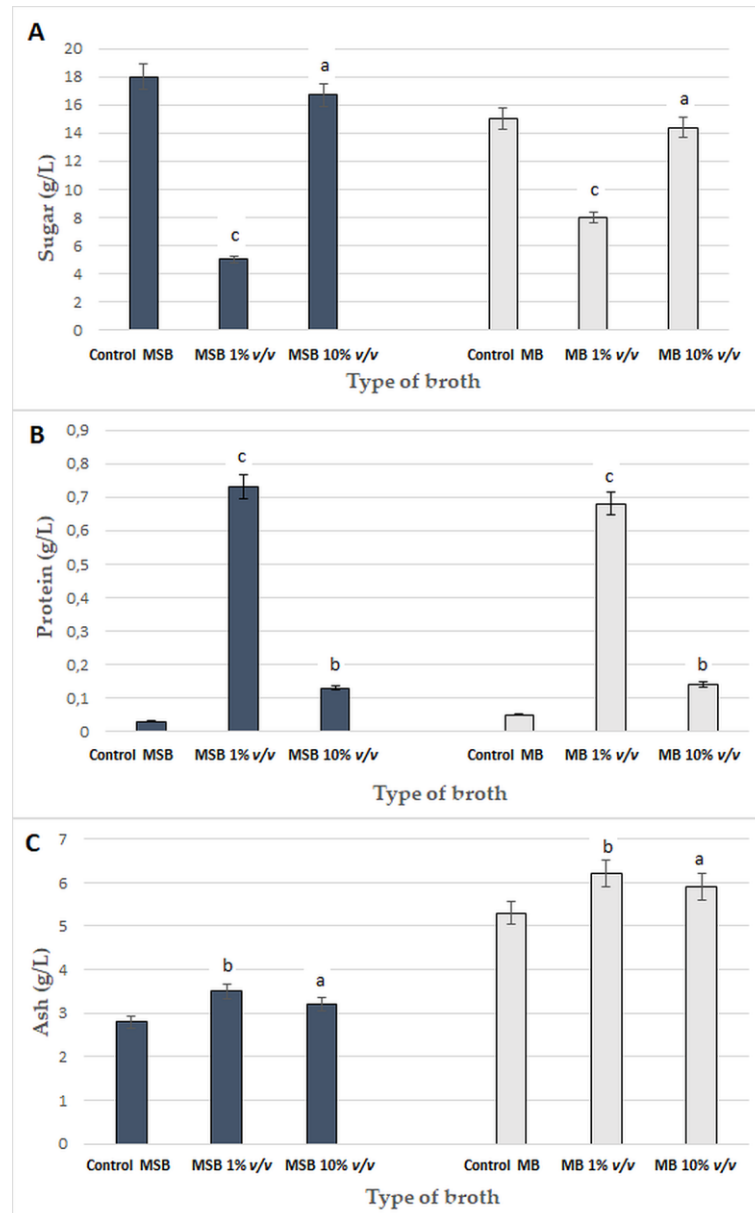 A
20
18
16
14
12
10
8
6
4
2
0
Sugar (g/L)
a
c
a
c
Control MSB MSB 1% v/v MSB 10% v/v Control MB MB 1% v/v MB 10% v/v
Type of broth
B
0,9
0,8
0,7
0,6
0,5
0,4
0,3
0,2
0,1
0
Protein (g/L)
c
b
c
b
Control MSB MSB 1% v/v MSB 10% v/v Control MB MB 1% v/v MB 10% v/v
Type of broth
C
7
6
5
4
3
2
1
0
Ash (g/L)
b
a
b
a
Control MSB MSB 1% v/v MSB 10% v/v Control MB MB 1% v/v MB 10% v/v
Type of broth